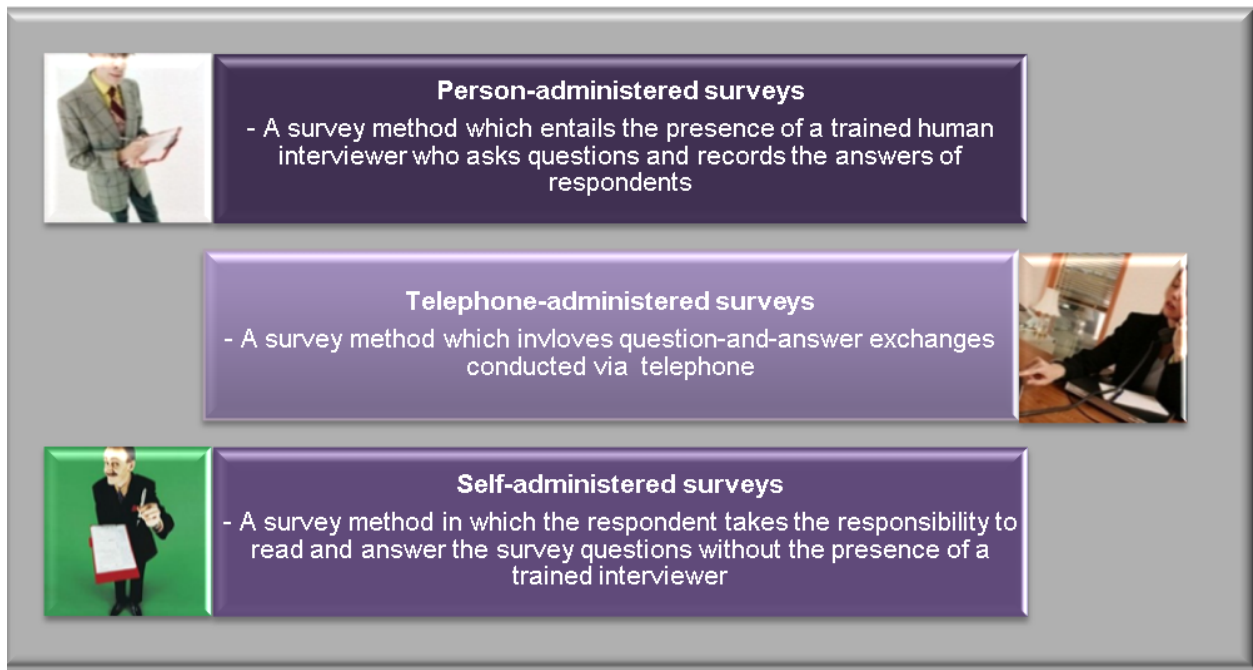 Person-administered surveys
- A survey method which entails the presence of a trained human
interviewer who asks questions and records the answers of
respondents
Telephone-administered surveys
- A survey method which invloves question-and-answer exchanges
conducted via telephone
Self-administered surveys
- A survey method in which the respondent takes the responsibility to
read and answer the survey questions without the presence of a
trained interviewer